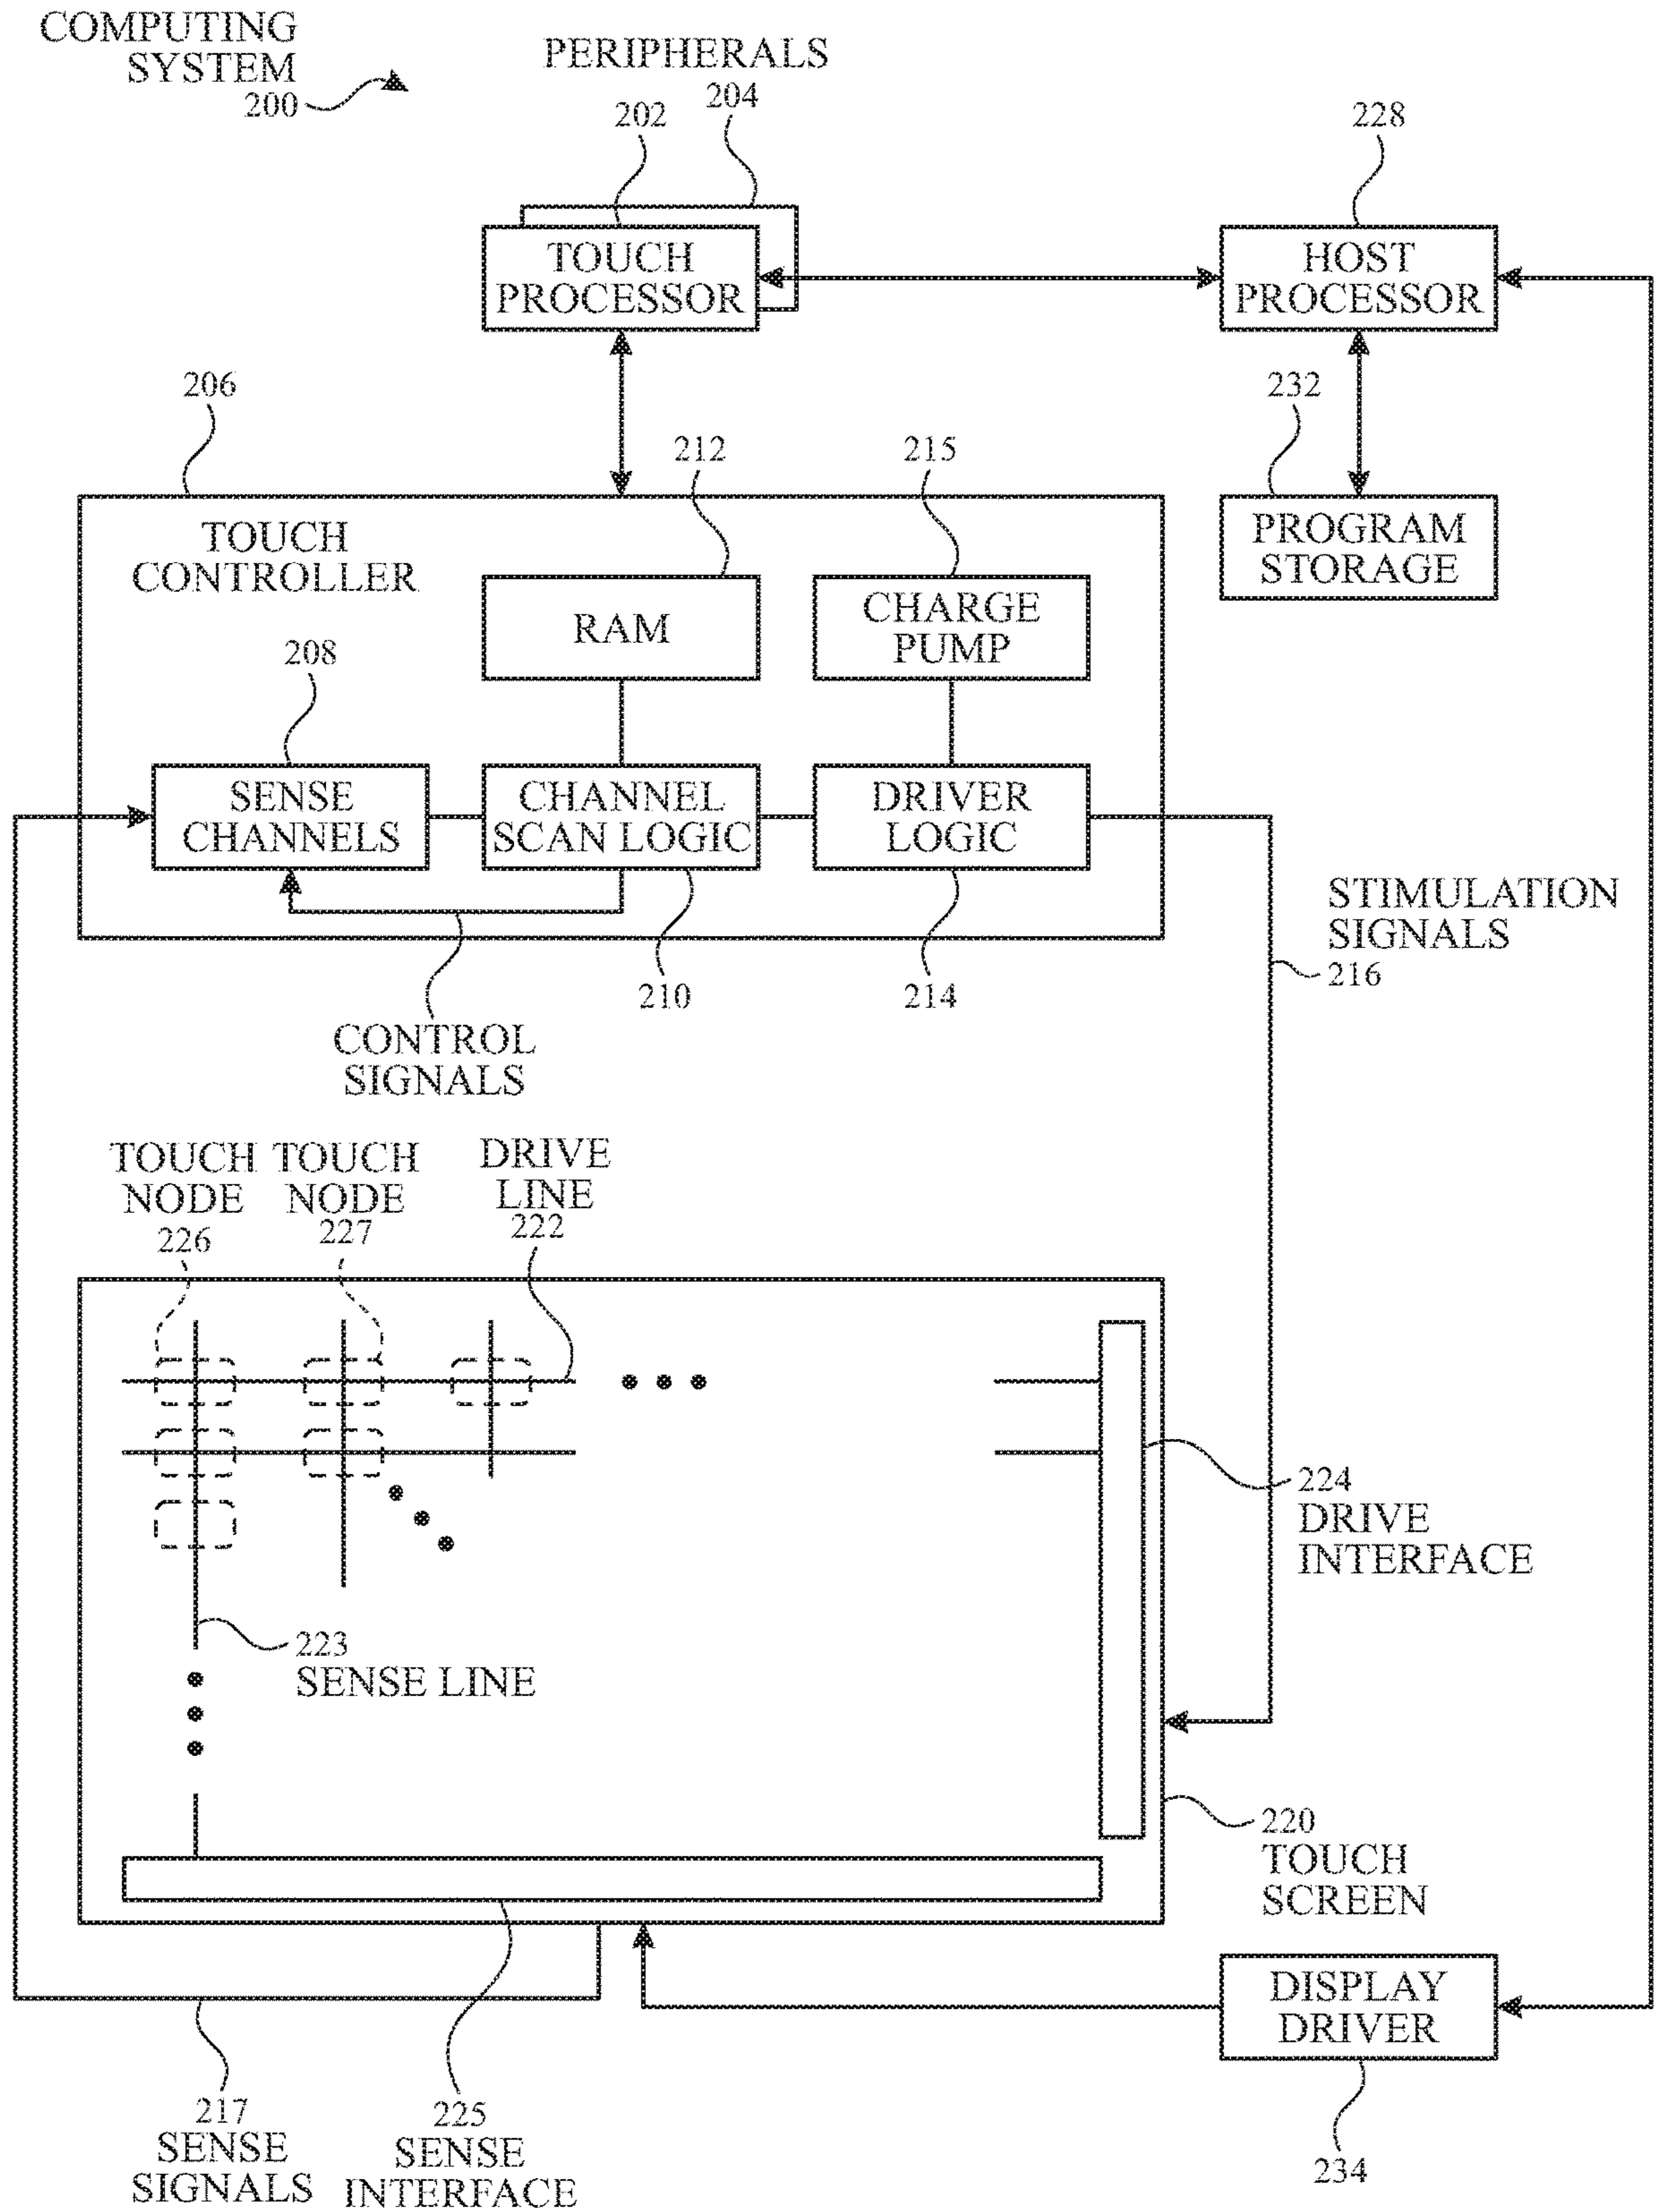 COMPUTING
SYSTEM
200
PERIPHERALS
204
202
228
TOUCH
PROCESSOR
HOST
PROCESSOR
206
212
215
232
TOUCH
CONTROLLER
RAM
CHARGE
PUMP
PROGRAM
STORAGE
208
SENSE
CHANNELS
CHANNEL
SCAN LOGIC
DRIVER
LOGIC
STIMULATION
SIGNALS
216
210
214
CONTROL
SIGNALS
TOUCH
NODE
226
TOUCH
NODE
227
DRIVE
LINE
222
224
DRIVE
INTERFACE
223
SENSE LINE
220
TOUCH
SCREEN
DISPLAY
DRIVER
217
SENSE
SIGNALS
225
SENSE
INTERFACE
234